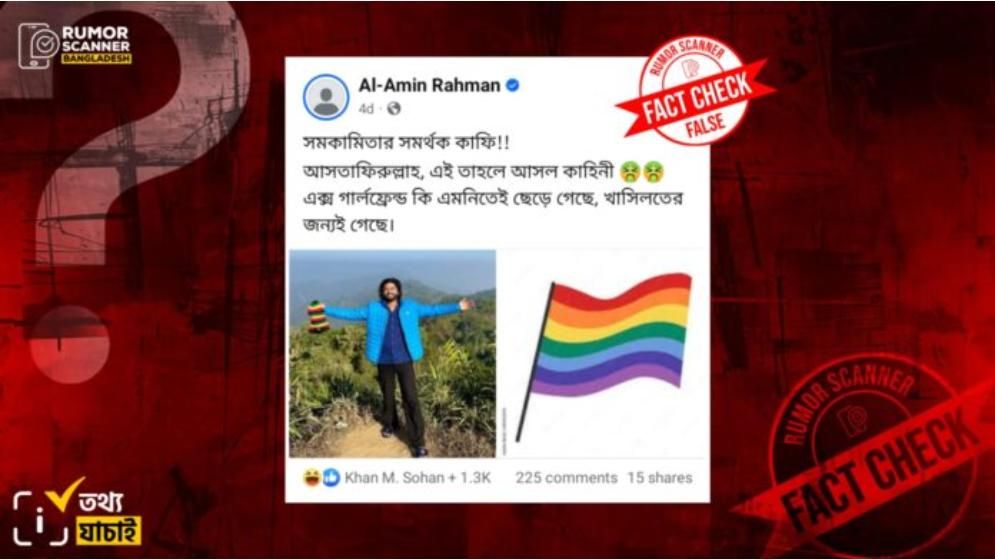 RUMOR
SCANNER
BANGLADESH
RUMOR SCANNER
FACT CHECK
FALSE
Al-Amin Rahman
4d
সমকামিতার সমর্থক কাফি!!
আসতাফিরুল্লাহ, এই তাহলে আসল কাহিনী 🤮🤮
এক্স গার্লফ্রেন্ড কি এমনিতেই ছেড়ে গেছে, খাসিলতের
জন্যই গেছে।
Khan M. Sohan + 1.3K 225 comments 15 shares
RUMOR SCANNER
FACT CHECK
তথ্য
যাচাই